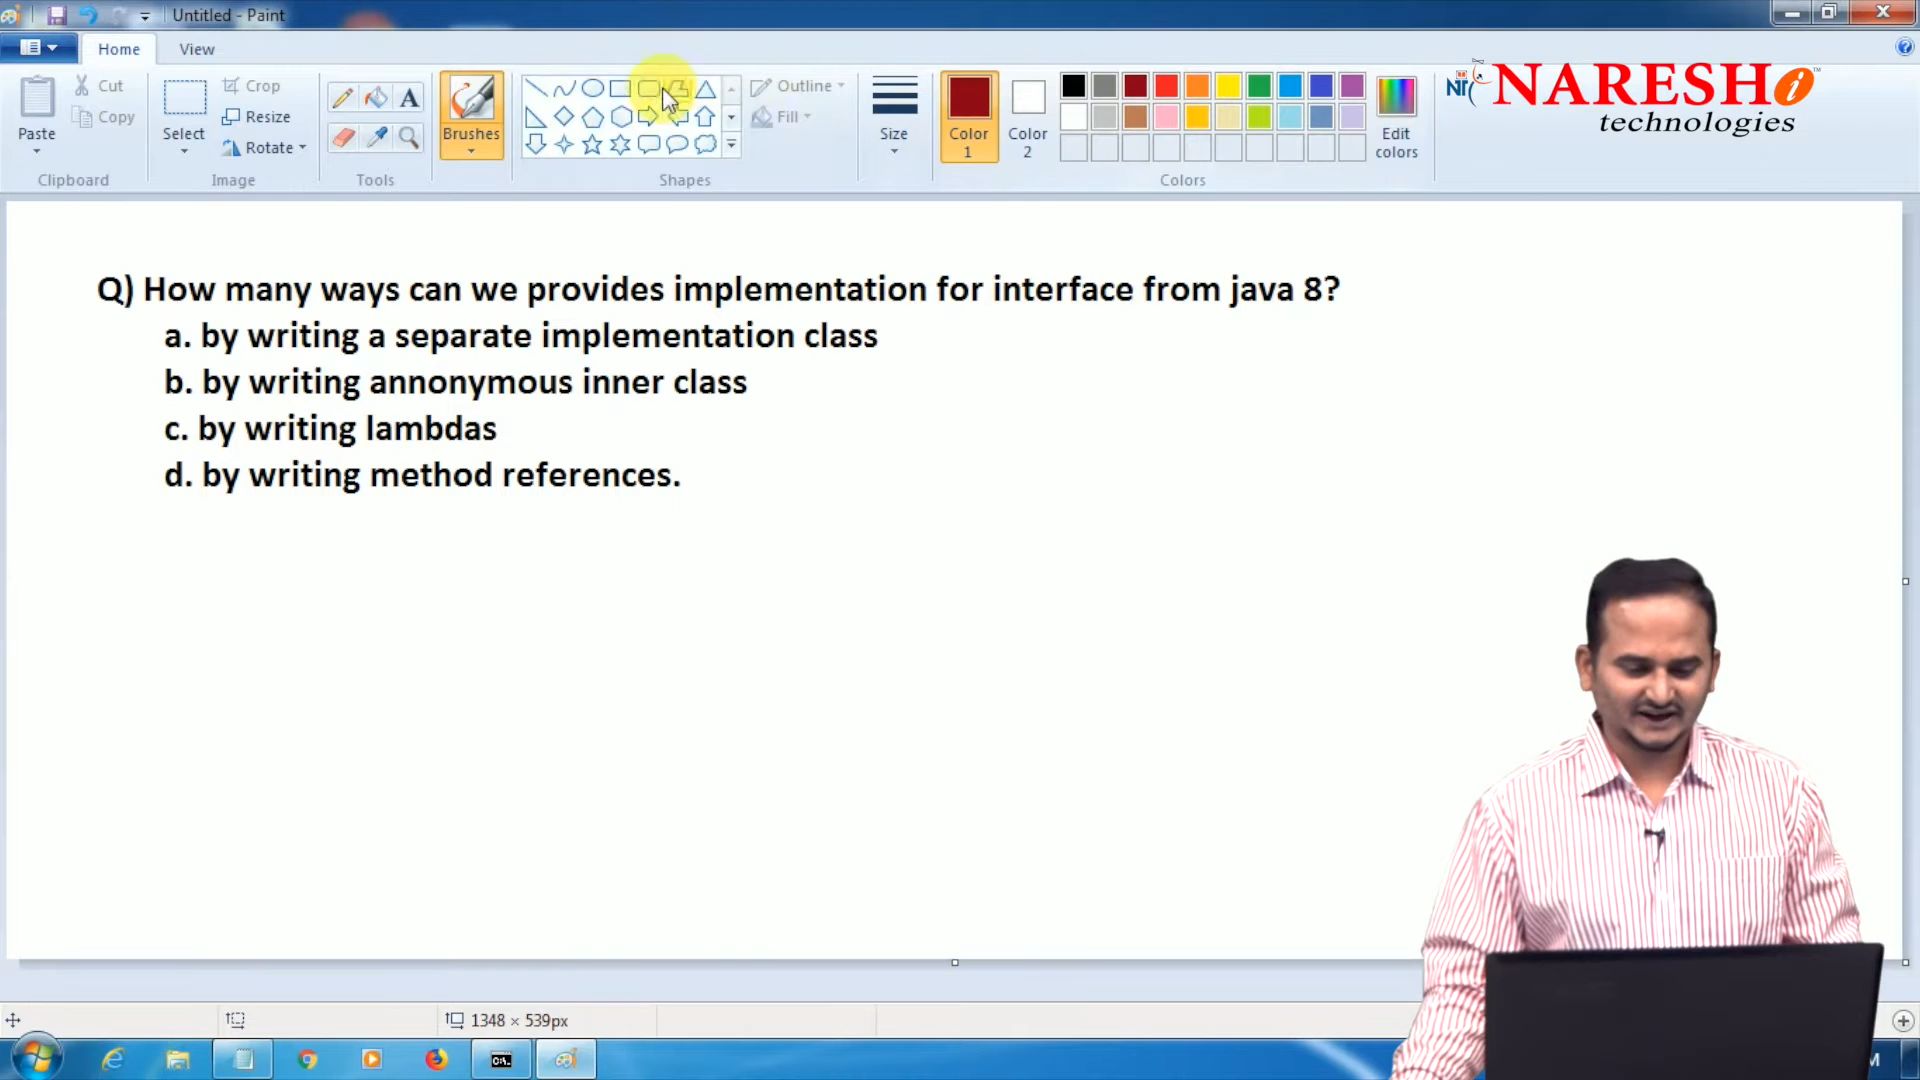 Untitled - Paint
Home
View
Cut
Copy
Paste
Clipboard
Crop
Resize
Rotate
Select
Image
Tools
Brushes
Outline
Fill
Shapes
Size
Color 1
Color 2
Edit colors
Colors
NARESH i
technologies
Q) How many ways can we provides implementation for interface from java 8?
a. by writing a separate implementation class
b. by writing annonymous inner class
c. by writing lambdas
d. by writing method references.
1348 × 539px